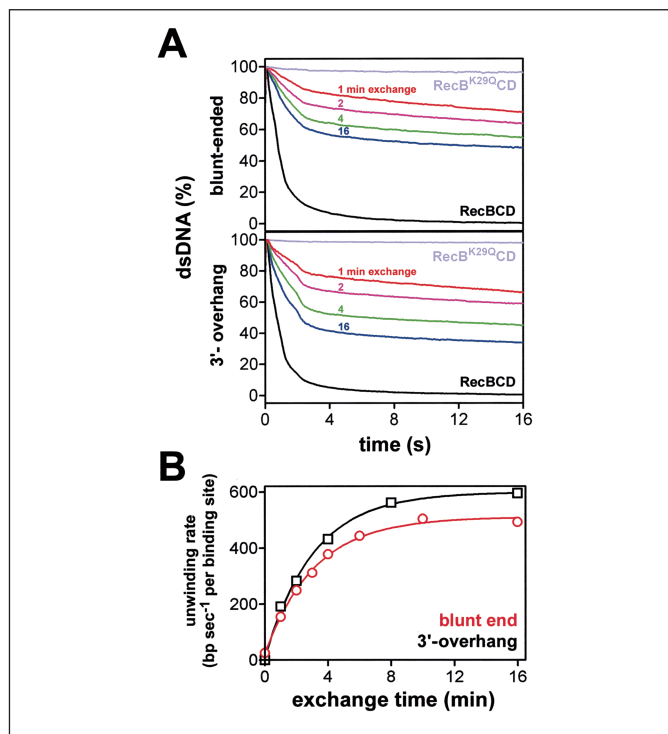 A
blunt-ended
100
80
60
40
20
0
RecB^K29Q CD
1 min exchange
2
4
16
RecBCD
dsDNA (%)
3'- overhang
100
80
60
40
20
0
RecB^K29Q CD
1 min exchange
2
4
16
RecBCD
0 4 8 12 16
time (s)
B
unwinding rate
(bp sec⁻¹ per binding site)
600
400
200
0
blunt end
3'-overhang
0 4 8 12 16
exchange time (min)